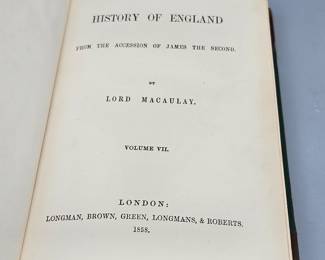 HISTORY OF ENGLAND
FROM THE ACCESSION OF JAMES THE SECOND.
BY
LORD MACAULAY.
VOLUME VII.
LONDON:
LONGMAN, BROWN, GREEN, LONGMANS, & ROBERTS.
1858.